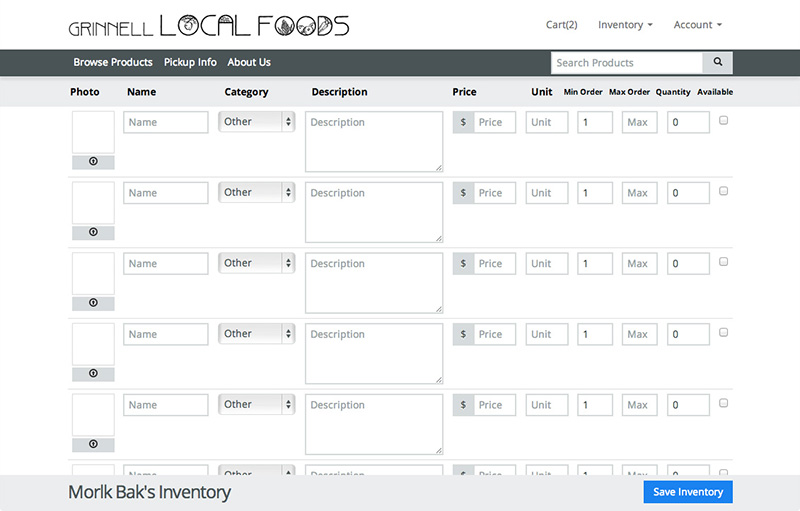 GRINNELL LOCAL FOODS
Cart(2) Inventory Account
Browse Products Pickup Info About Us Search Products
Photo Name Category Description Price Unit Min Order Max Order Quantity Available
Name Other Description $ Price Unit 1 Max 0
Name Other Description $ Price Unit 1 Max 0
Name Other Description $ Price Unit 1 Max 0
Name Other Description $ Price Unit 1 Max 0
Name Other Description $ Price Unit 1 Max 0
Name Other Description $ Price Unit 1 Max 0
Morlk Bak's Inventory Save Inventory